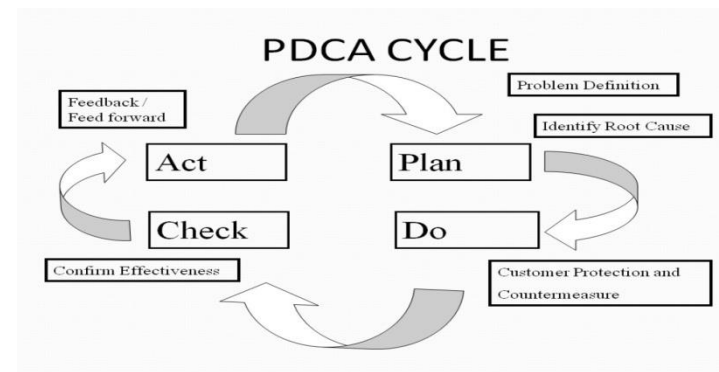 PDCA CYCLE
Problem Definition
Feedback /
Feed forward
Identify Root Cause
Act
Plan
Check
Do
Confirm Effectiveness
Customer Protection and
Countermeasure